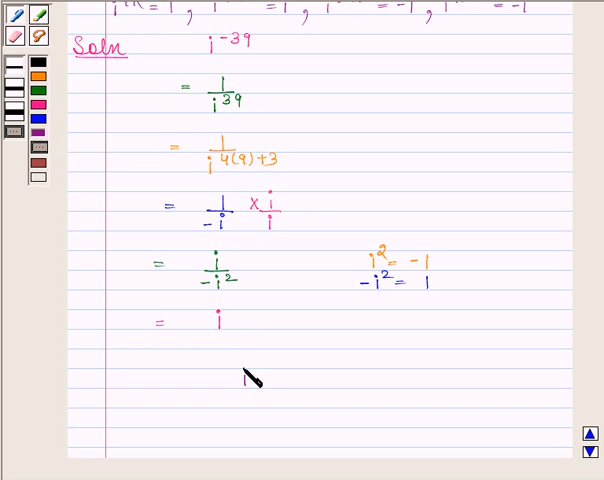 Soln i^-39
= 1/i^39
= 1/i^4(9)+3
= 1/-i × i/i
= i/-i^2 i^2 = -1
-i^2 = 1
= i